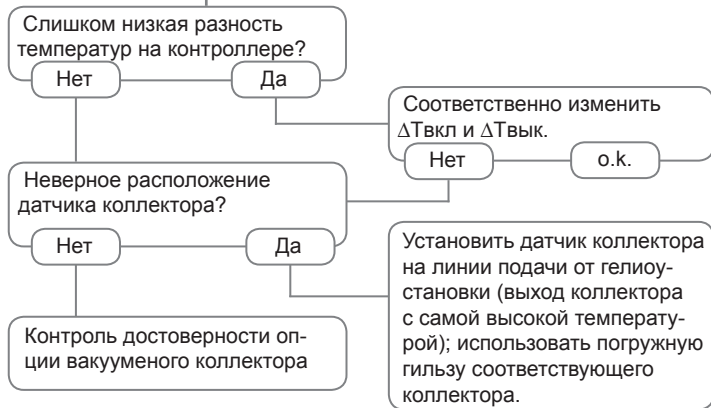 Слишком низкая разность
температур на контроллере?
Нет
Да
Соответственно изменить
∆Tвкл и ∆Tвык.
Нет
o.k.
Неверное расположение
датчика коллектора?
Нет
Да
Установить датчик коллектора
на линии подачи от гелиоу-
становки (выход коллектора
с самой высокой температу-
рой); использовать погружную
гильзу соответствующего
коллектора.
Контроль достоверности оп-
ции вакууменого коллектора